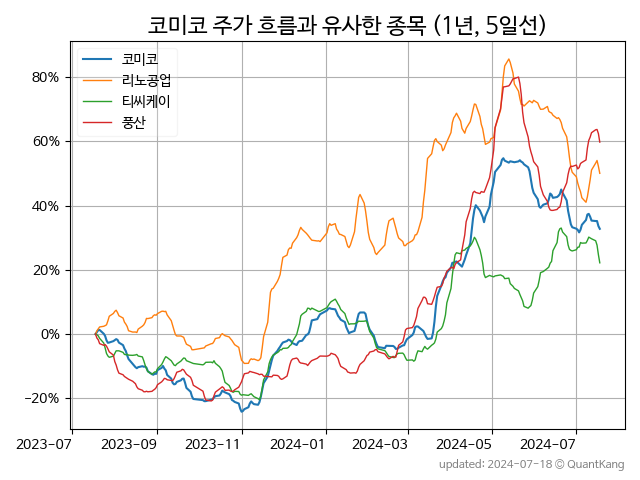 코미코 주가 흐름과 유사한 종목 (1년, 5일선)
코미코
리노공업
티씨케이
풍산
80%
60%
40%
20%
0%
−20%
2023-07
2023-09
2023-11
2024-01
2024-03
2024-05
2024-07
updated: 2024-07-18 © QuantKang